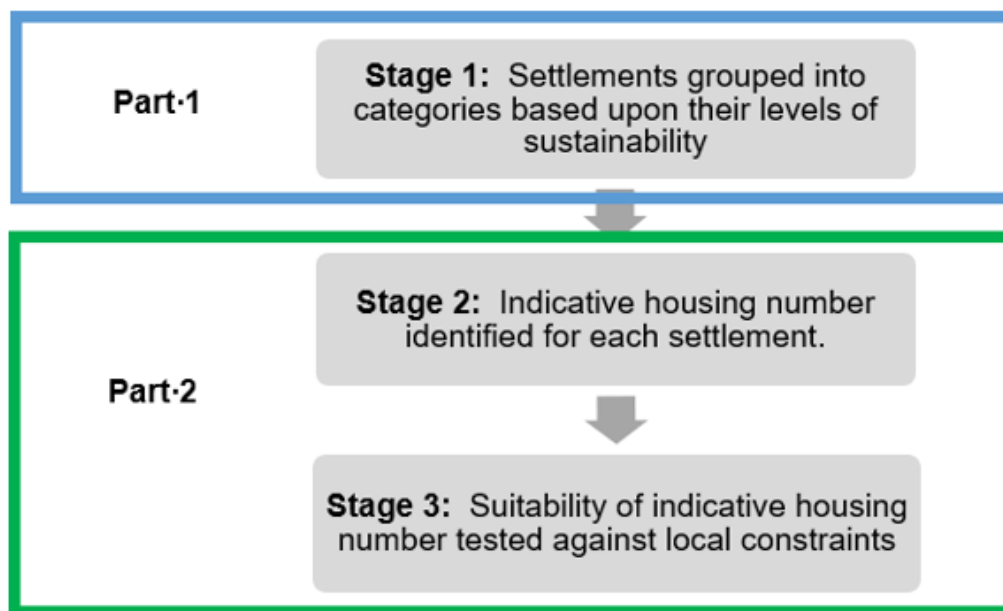 Part·1
Stage 1:  Settlements grouped into
categories based upon their levels of
sustainability
Part·2
Stage 2:  Indicative housing number
identified for each settlement.
Stage 3:  Suitability of indicative housing
number tested against local constraints